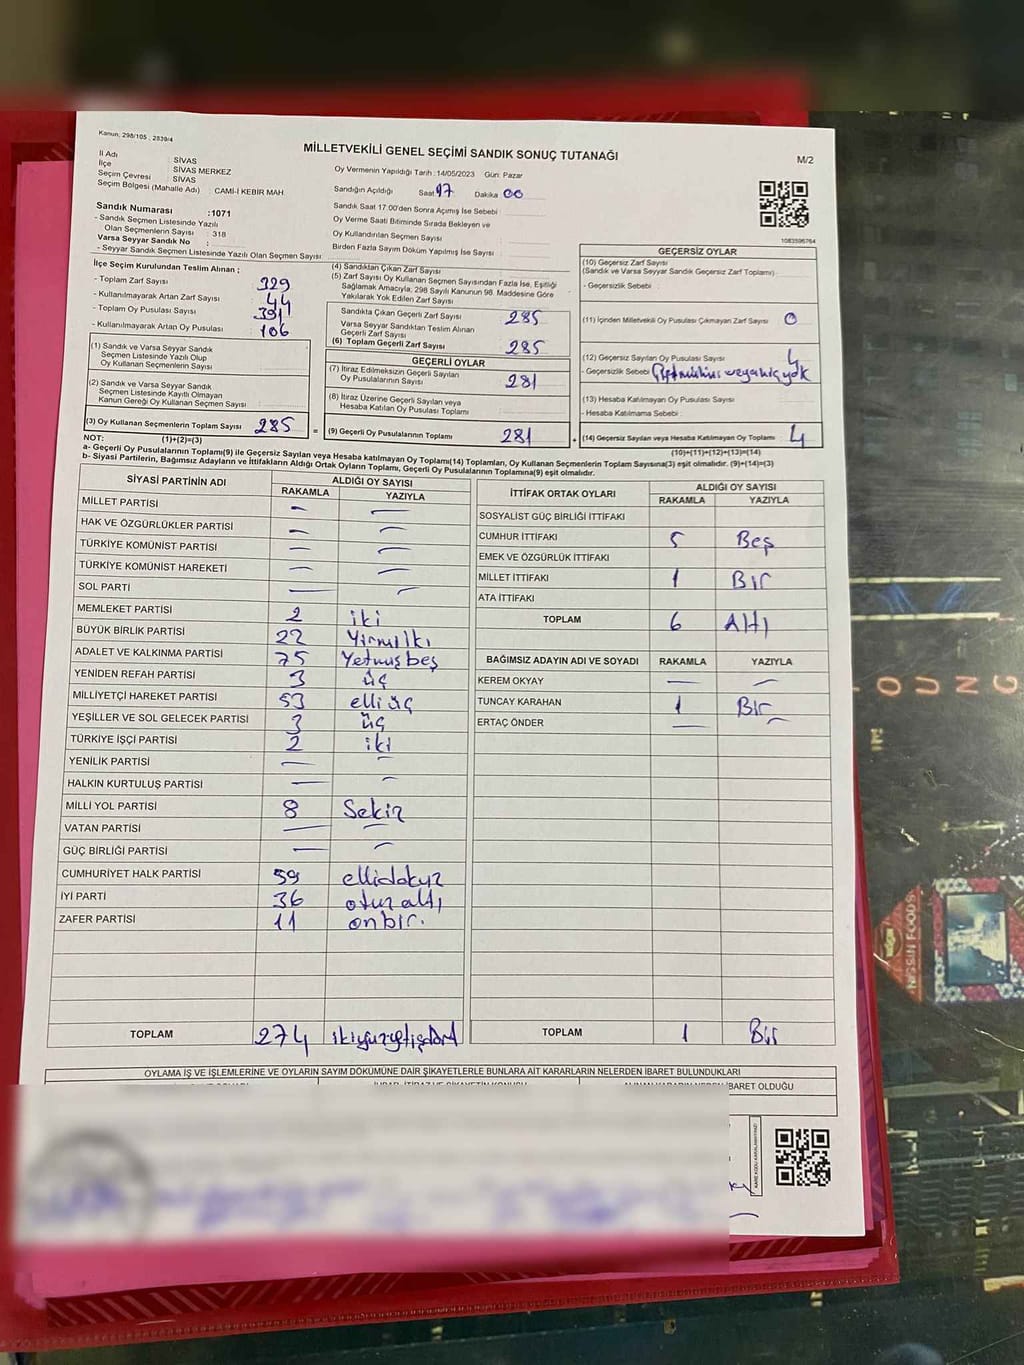 Kanun; 298/105 , 2839/4
MİLLETVEKİLİ GENEL SEÇİMİ SANDIK SONUÇ TUTANAĞI
M/2
İl Adı : SİVAS
İlçe : SİVAS MERKEZ
Seçim Çevresi : SİVAS
Seçim Bölgesi (Mahalle Adı) : CAMİ-İ KEBİR MAH
Sandık Numarası :1071
- Sandık Seçmen Listesinde Yazılı
Olan Seçmenlerin Sayısı : 318
Varsa Seyyar Sandık No :
- Seyyar Sandık Seçmen Listesinde Yazılı Olan Seçmen Sayısı
Oy Vermenin Yapıldığı Tarih :14/05/2023 Gün: Pazar
Sandığın Açıldığı Saat 17 Dakika 00
Sandık Saat 17.00'den Sonra Açımış İse Sebebi :
Oy Verme Saati Bitiminde Sırada Bekleyen ve
Oy Kullandırılan Seçmen Sayısı
Birden Fazla Sayım Döküm Yapılmış İse Sayısı :
1083596764
İlçe Seçim Kurulundan Teslim Alınan ;
- Toplam Zarf Sayısı 329
- Kullanılmayarak Artan Zarf Sayısı 44
- Toplam Oy Pusulası Sayısı 391
- Kullanılmayarak Artan Oy Pusulası 106
(1) Sandık ve Varsa Seyyar Sandık
Seçmen Listesinde Yazılı Olup
Oy Kullanan Seçmenlerin Sayısı
(2) Sandık ve Varsa Seyyar Sandık
Seçmen Listesinde Kayıtlı Olmayan
Kanun Gereği Oy Kullanan Seçmen Sayısı
(3) Oy Kullanan Seçmenlerin Toplam Sayısı 285
(4) Sandıktan Çıkan Zarf Sayısı
(5) Zarf Sayısı Oy Kullanan Seçmen Sayısından Fazla İse, Eşitliği
Sağlamak Amacıyla, 298 Sayılı Kanunun 98. Maddesine Göre
Yakılarak Yok Edilen Zarf Sayısı
Sandıkta Çıkan Geçerli Zarf Sayısı 285
Varsa Seyyar Sandıktan Teslim Alınan
Geçerli Zarf Sayısı
(6) Toplam Geçerli Zarf Sayısı 285
GEÇERLİ OYLAR
(7) İtiraz Edilmeksizin Geçerli Sayılan
Oy Pusulalarının Sayısı 281
(8) İtiraz Üzerine Geçerli Sayılan veya
Hesaba Katılan Oy Pusulası Toplamı
= (9) Geçerli Oy Pusulalarının Toplamı 281
GEÇERSİZ OYLAR
(10) Geçersiz Zarf Sayısı
(Sandık ve Varsa Seyyar Sandık Geçersiz Zarf Toplamı)
- Geçersizlik Sebebi :
(11) İçinden Milletvekili Oy Pusulası Çıkmayan Zarf Sayısı 0
(12) Geçersiz Sayılan Oy Pusulası Sayısı 4
- Geçersizlik Sebebi yok
(13) Hesaba Katılmayan Oy Pusulası Sayısı
- Hesaba Katılmama Sebebi :
+ (14) Geçersiz Sayılan veya Hesaba Katılmayan Oy Toplamı 4
NOT: (1)+(2)=(3)
(10)+(11)+(12)+(13)=(14)
a- Geçerli Oy Pusulalarının Toplamı(9) ile Geçersiz Sayılan veya Hesaba katılmayan Oy Toplamı(14) Toplamları, Oy Kullanan Seçmenlerin Toplam Sayısına(3) eşit olmalıdır. (9)+(14)=(3)
b- Siyasi Partilerin, Bağımsız Adayların ve İttifakların Aldığı Ortak Oyların Toplamı, Geçerli Oy Pusulalarının Toplamına(9) eşit olmalıdır.
SİYASİ PARTİNİN ADI ALDIĞI OY SAYISI
RAKAMLA YAZIYLA
MİLLET PARTİSİ — —
HAK VE ÖZGÜRLÜKLER PARTİSİ — —
TÜRKİYE KOMÜNİST PARTİSİ — —
TÜRKİYE KOMÜNİST HAREKETİ — —
SOL PARTİ — —
MEMLEKET PARTİSİ 2 iki
BÜYÜK BİRLİK PARTİSİ 22 Yirmi İki
ADALET VE KALKINMA PARTİSİ 75 Yetmiş beş
YENİDEN REFAH PARTİSİ 3 üç
MİLLİYETÇİ HAREKET PARTİSİ 53 elli üç
YEŞİLLER VE SOL GELECEK PARTİSİ 3 üç
TÜRKİYE İŞÇİ PARTİSİ 2 iki
YENİLİK PARTİSİ — —
HALKIN KURTULUŞ PARTİSİ — —
MİLLİ YOL PARTİSİ 8 Sekiz
VATAN PARTİSİ — —
GÜÇ BİRLİĞİ PARTİSİ — —
CUMHURİYET HALK PARTİSİ 59 ellidokuz
İYİ PARTİ 36 otuz altı
ZAFER PARTİSİ 11 onbir.
TOPLAM 274 ikiyüzyetmişdört
İTTİFAK ORTAK OYLARI ALDIĞI OY SAYISI
RAKAMLA YAZIYLA
SOSYALİST GÜÇ BİRLİĞİ İTTİFAKI
CUMHUR İTTİFAKI 5 Beş
EMEK VE ÖZGÜRLÜK İTTİFAKI
MİLLET İTTİFAKI 1 Bir
ATA İTTİFAKI
TOPLAM 6 Altı
BAĞIMSIZ ADAYIN ADI VE SOYADI RAKAMLA YAZIYLA
KEREM OKYAY — —
TUNCAY KARAHAN 1 Bir
ERTAÇ ÖNDER — —
TOPLAM 1 Bir
OYLAMA İŞ VE İŞLEMLERİNE VE OYLARIN SAYIM DÖKÜMÜNE DAİR ŞİKAYETLERLE BUNLARA AİT KARARLARIN NELERDEN İBARET BULUNDUKLARI
İBARET OLDUĞU
O U N G
NISSIN FOODS